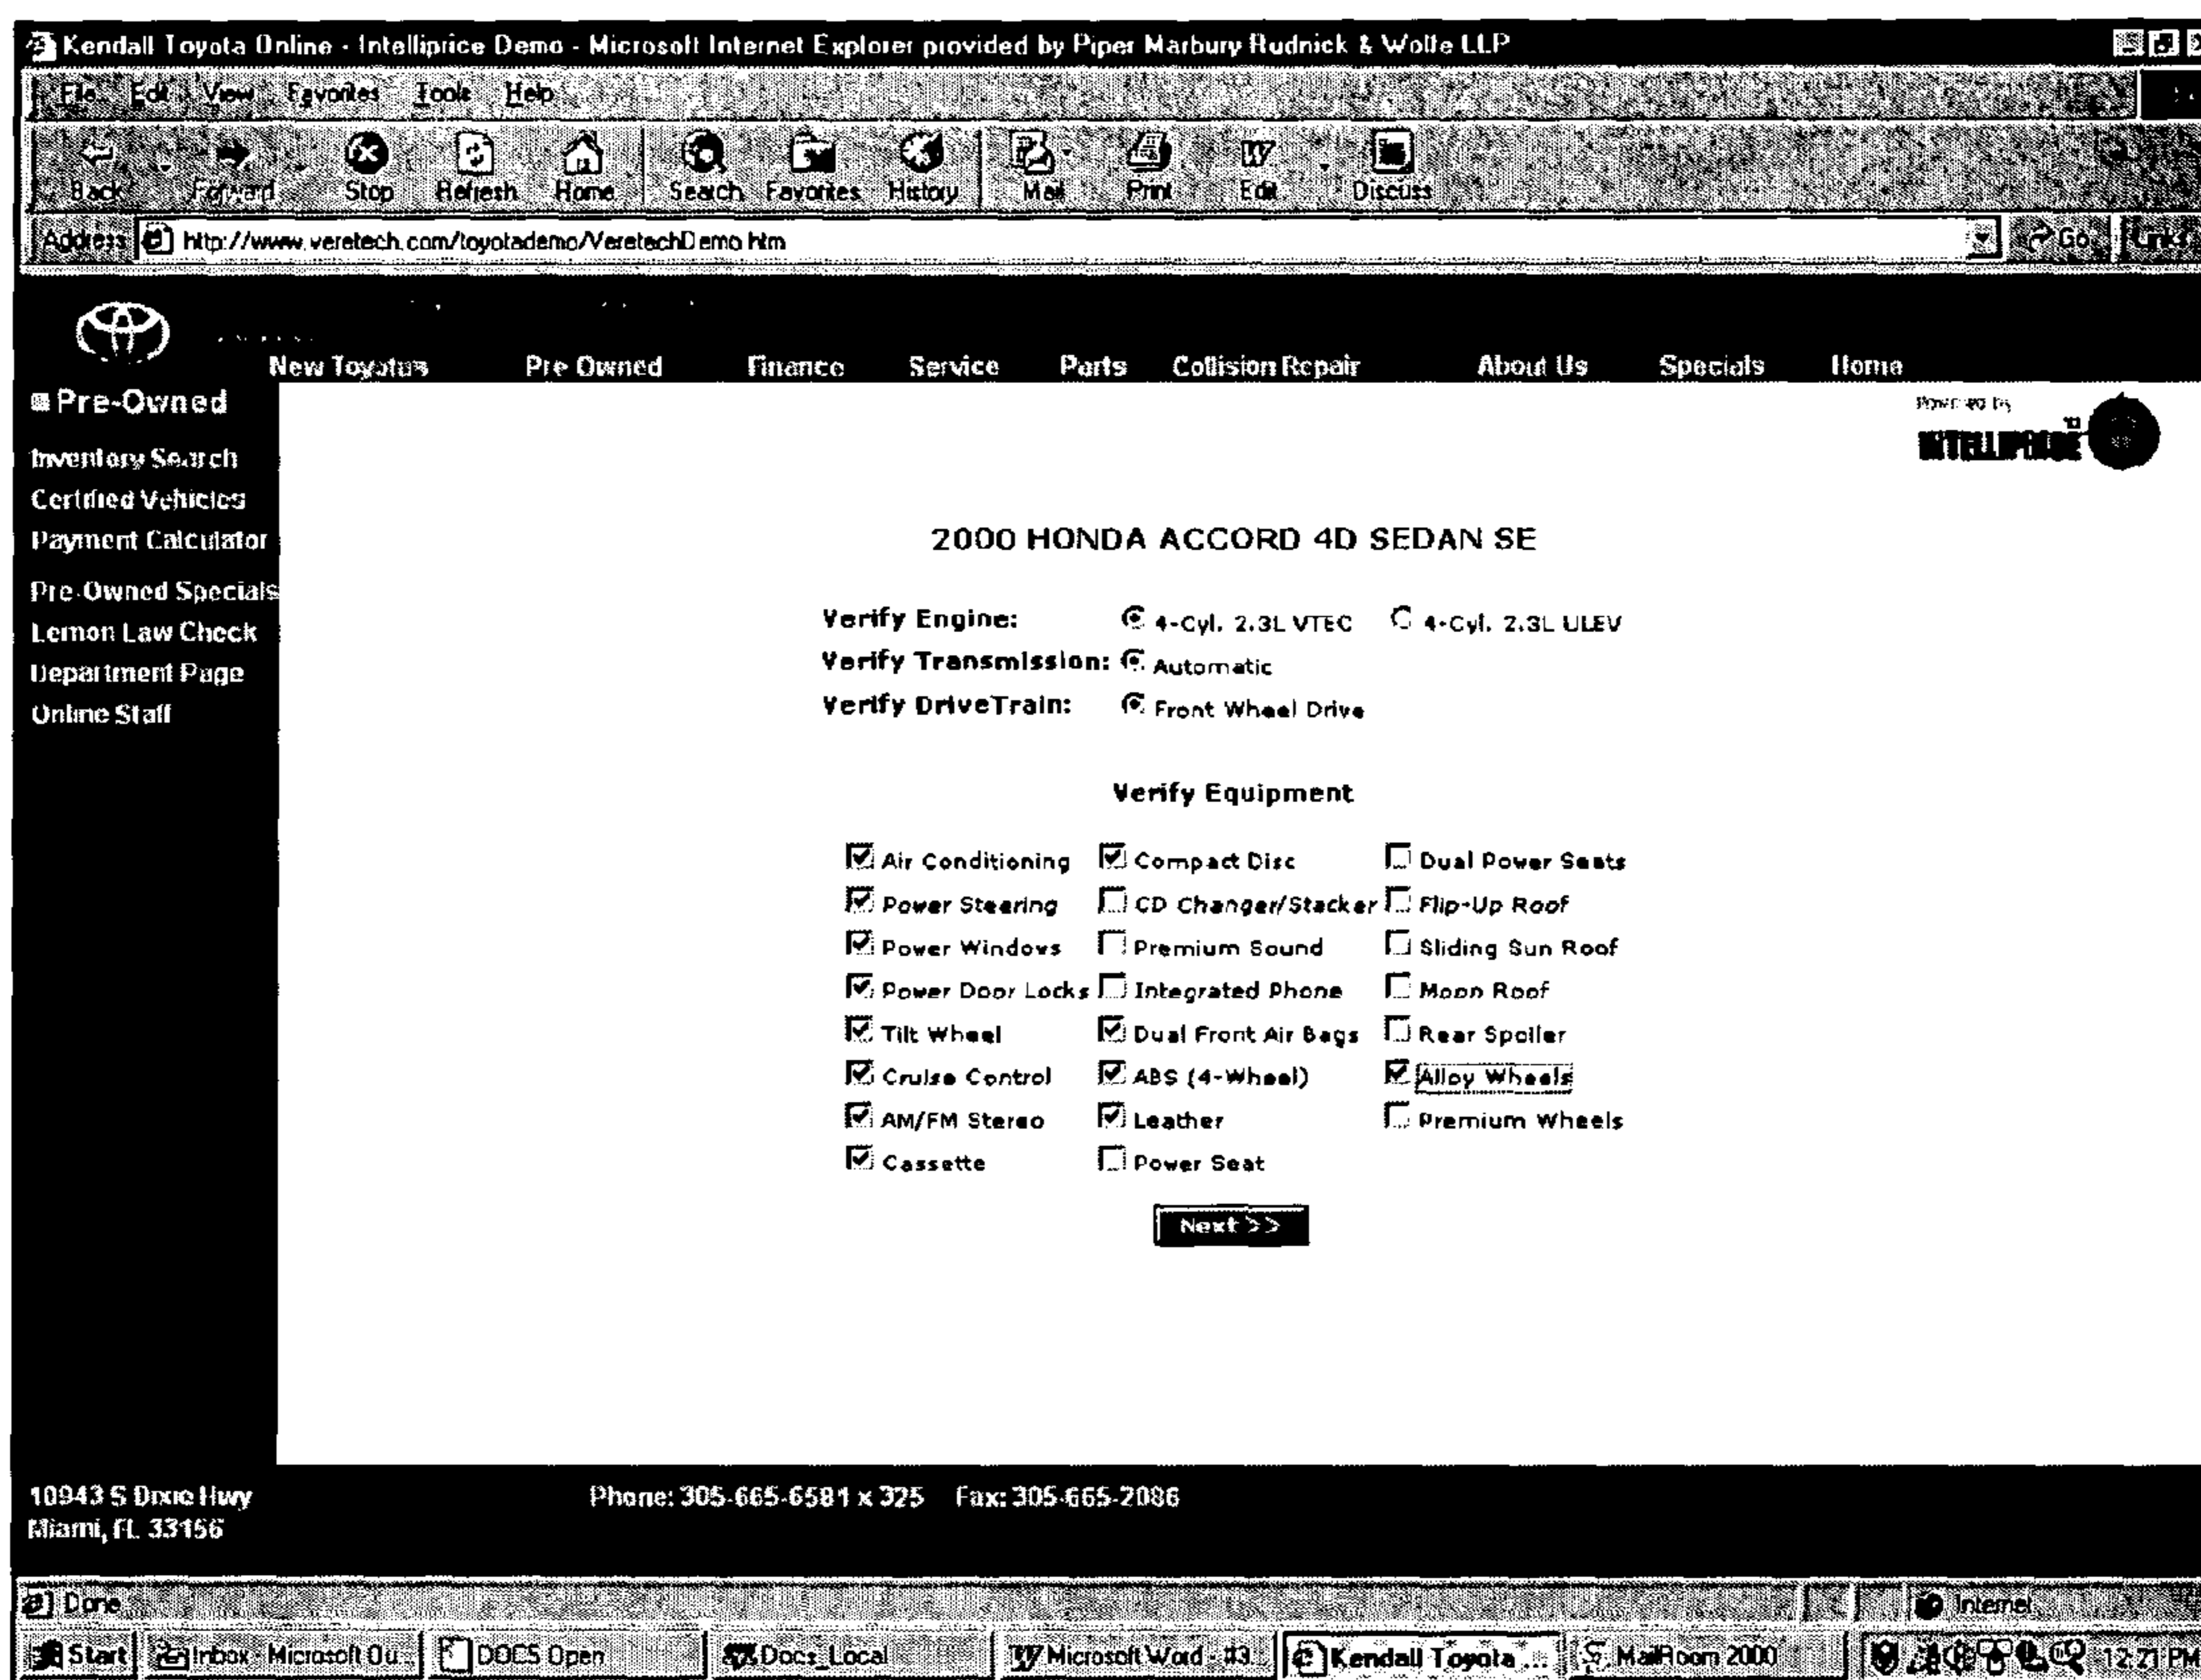 Kendall Toyota Online - Intelliprice Demo - Microsoft Internet Explorer provided by Piper Marbury Rudnick & Wolfe LLP
File Edit View Favorites Tools Help
Back Forward Stop Refresh Home Search Favorites History Mail Print Edit Discuss
Address http://www.veretech.com/toyotademo/VeretechDemo.htm Go Links
New Toyotas Pre Owned Finance Service Parts Collision Repair About Us Specials Home
Pre-Owned
Powered by
INTELLIPRICE
Inventory Search
Certified Vehicles
Payment Calculator
Pre-Owned Specials
Lemon Law Check
Department Page
Online Staff
2000 HONDA ACCORD 4D SEDAN SE
Verify Engine: 4-Cyl. 2.3L VTEC 4-Cyl. 2.3L ULEV
Verify Transmission: Automatic
Verify DriveTrain: Front Wheel Drive
Verify Equipment
Air Conditioning Compact Disc Dual Power Seats
Power Steering CD Changer/Stacker Flip-Up Roof
Power Windows Premium Sound Sliding Sun Roof
Power Door Locks Integrated Phone Moon Roof
Tilt Wheel Dual Front Air Bags Rear Spoiler
Cruise Control ABS (4-Wheel) Alloy Wheels
AM/FM Stereo Leather Premium Wheels
Cassette Power Seat
Next >>
10943 S Dixie Hwy Phone: 305-665-6581 x 325 Fax: 305-665-2086
Miami, FL 33156
Done Internet
Start Inbox - Microsoft Ou... DOCS Open Docs_Local Microsoft Word - #3... Kendall Toyota ... MailRoom 2000 12:21 PM